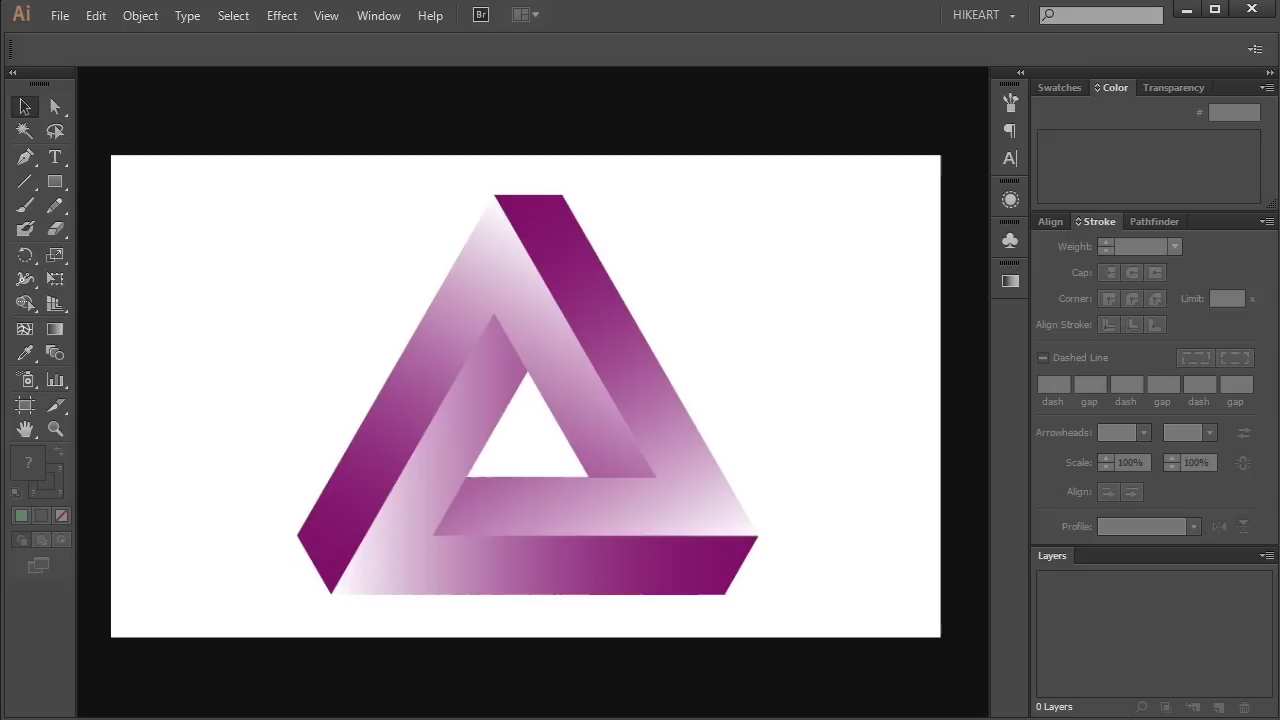 Ai File Edit Object Type Select Effect View Window Help Br HIKEART
Swatches Color Transparency
#
Align Stroke Pathfinder
Weight:
Cap:
Corner: Limit: x
Align Stroke:
Dashed Line
dash gap dash gap dash gap
Arrowheads:
Scale: 100% 100%
Align:
Profile:
Layers
0 Layers